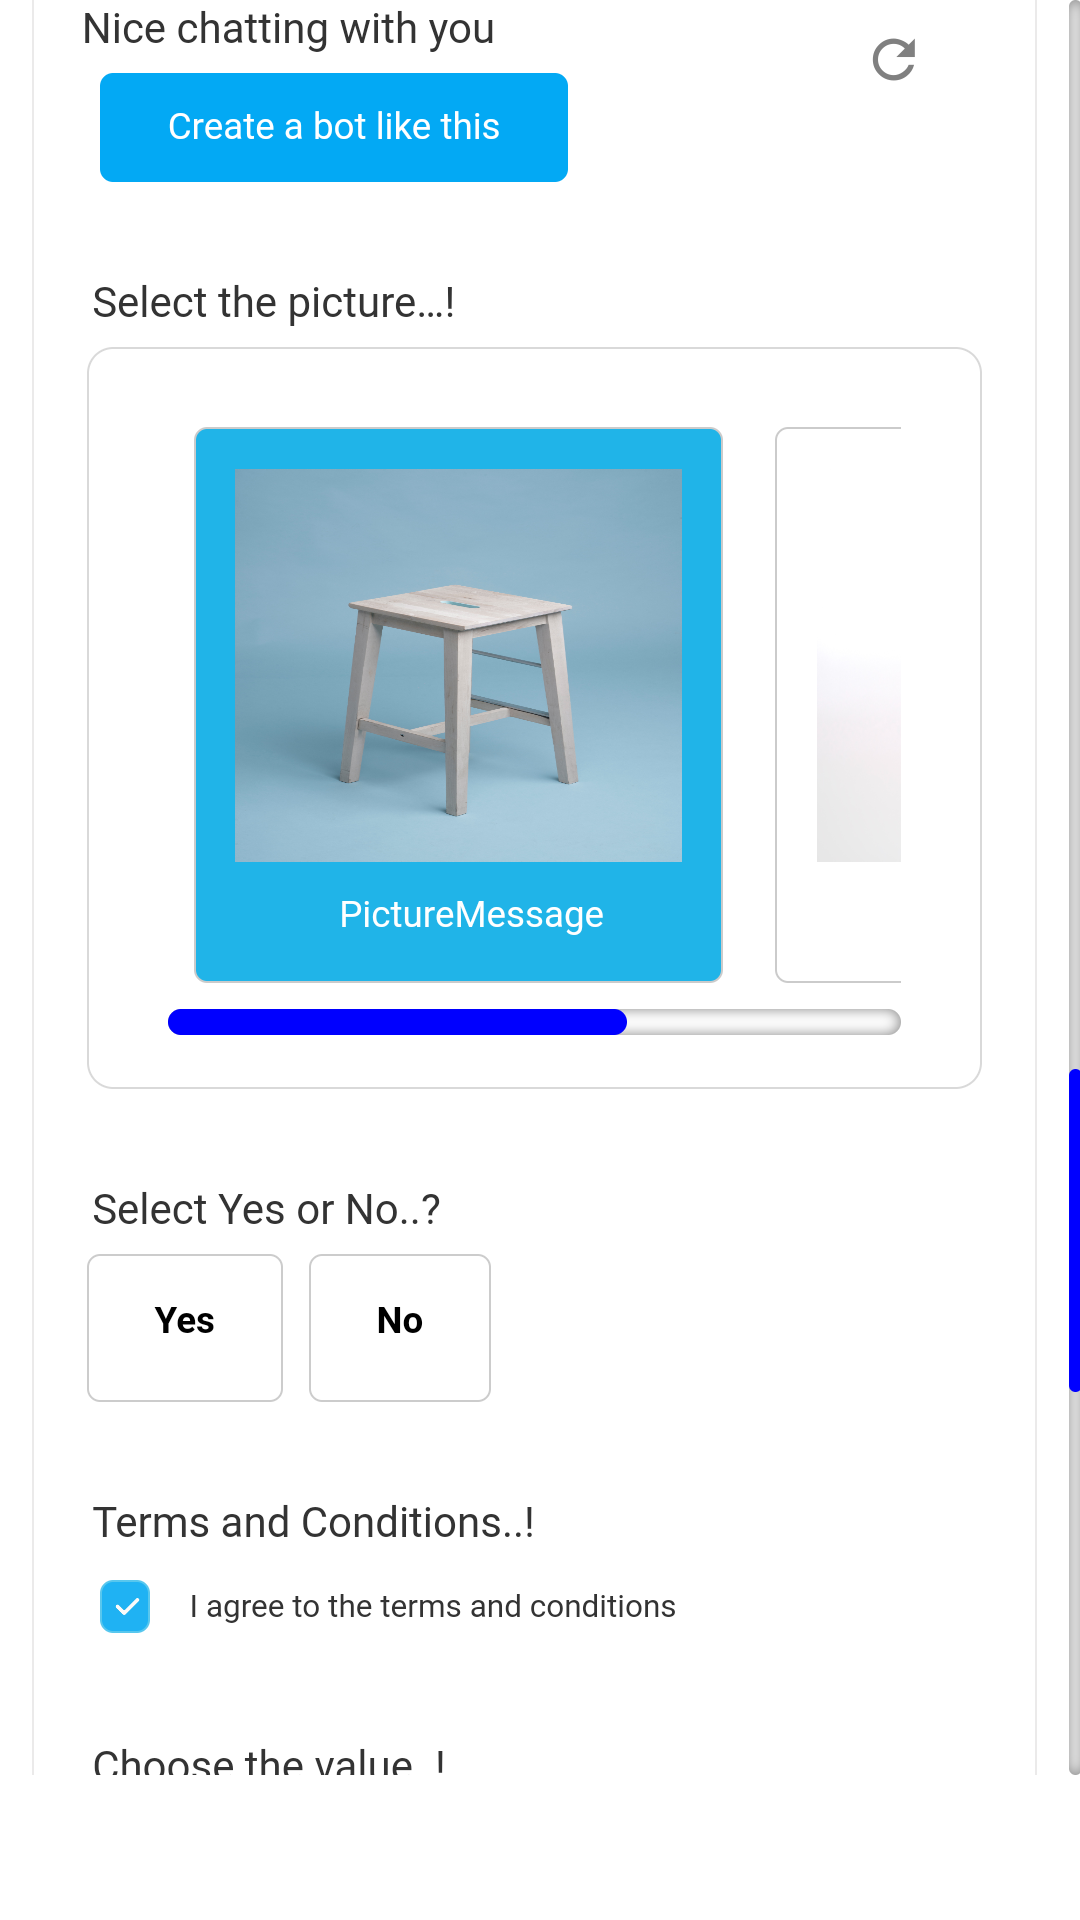 Nice chatting with you
Create a bot like this
Select the picture...!
PictureMessage
Select Yes or No..?
Yes No
Terms and Conditions..!
I agree to the terms and conditions
Choose the value..!